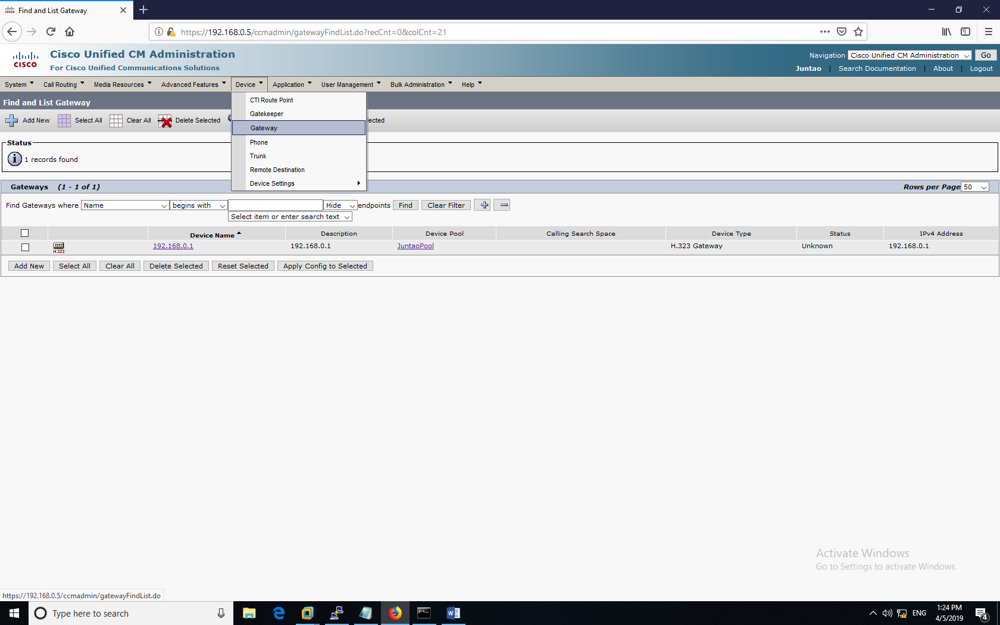 Find and List Gateway
https://192.168.0.5/ccmadmin/gatewayFindList.do?recCnt=0&colCnt=21
CISCO
Cisco Unified CM Administration
For Cisco Unified Communications Solutions
Navigation Cisco Unified CM Administration Go
Juntao | Search Documentation | About | Logout
System Call Routing Media Resources Advanced Features Device Application User Management Bulk Administration Help
Find and List Gateway
CTI Route Point
Gatekeeper
Gateway
Phone
Trunk
Remote Destination
Device Settings
Add New Select All Clear All Delete Selected
Status
1 records found
Gateways (1 - 1 of 1) Rows per Page 50
Find Gateways where Name begins with Hide endpoints Find Clear Filter
Select item or enter search text
Device Name Description Device Pool Calling Search Space Device Type Status IPv4 Address
H.323 192.168.0.1 192.168.0.1 JuntaoPool H.323 Gateway Unknown 192.168.0.1
Add New Select All Clear All Delete Selected Reset Selected Apply Config to Selected
Activate Windows
Go to Settings to activate Windows.
https://192.168.0.5/ccmadmin/gatewayFindList.do
Type here to search
ENG
1:24 PM
4/5/2019
4